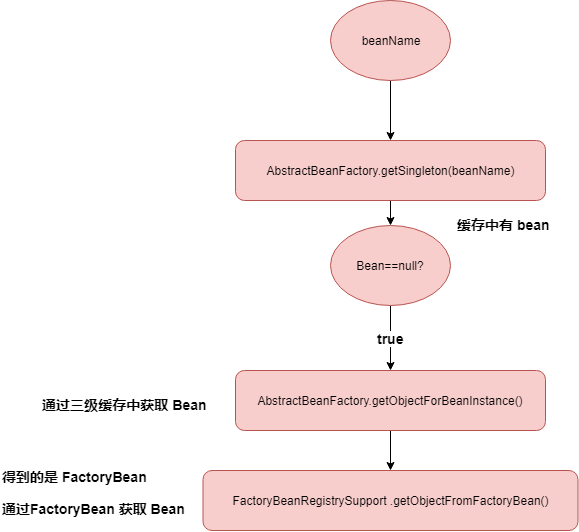 beanName
AbstractBeanFactory.getSingleton(beanName)
缓存中有 bean
Bean==null?
true
通过三级缓存中获取 Bean
AbstractBeanFactory.getObjectForBeanInstance()
得到的是 FactoryBean
通过FactoryBean 获取 Bean
FactoryBeanRegistrySupport .getObjectFromFactoryBean()